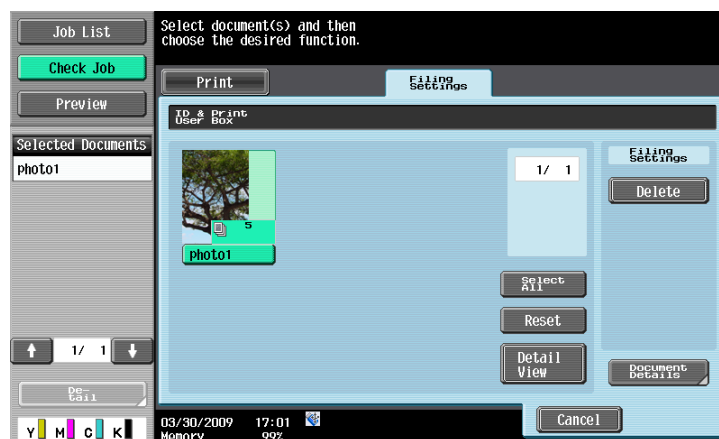 Job List
Check Job
Preview
Selected Documents
photo1
1/ 1
De-
tail
Y M C K
Select document(s) and then
choose the desired function.
Print
Filing
Settings
ID & Print
User Box
5
photo1
1/ 1
Select
All
Reset
Detail
View
Filing
Settings
Delete
Document
Details
03/30/2009 17:01
Memory 99%
Cancel